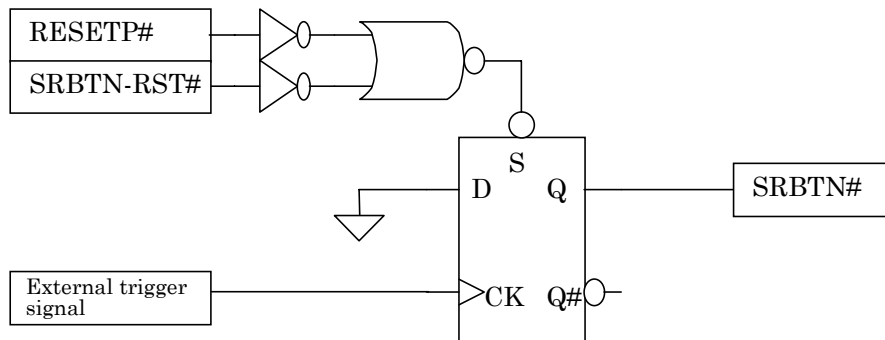 RESETP#
SRBTN-RST#
S
D
Q
SRBTN#
External trigger
signal
CK
Q#